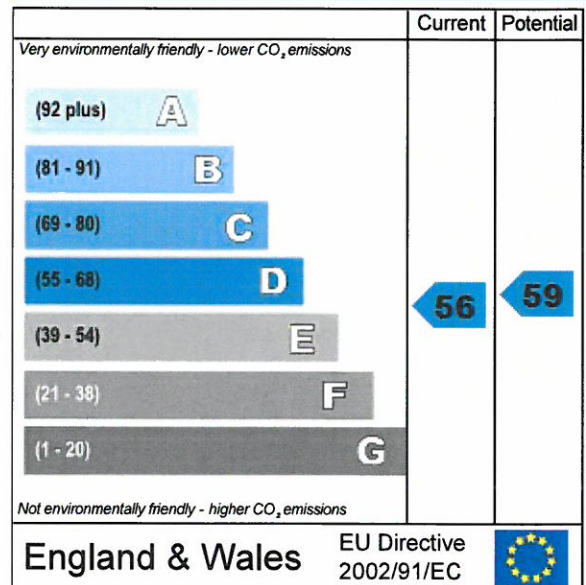 Current Potential
Very environmentally friendly - lower CO₂ emissions
(92 plus) A
(81 - 91) B
(69 - 80) C
(55 - 68) D
56 59
(39 - 54) E
(21 - 38) F
(1 - 20) G
Not environmentally friendly - higher CO₂ emissions
England & Wales EU Directive
2002/91/EC